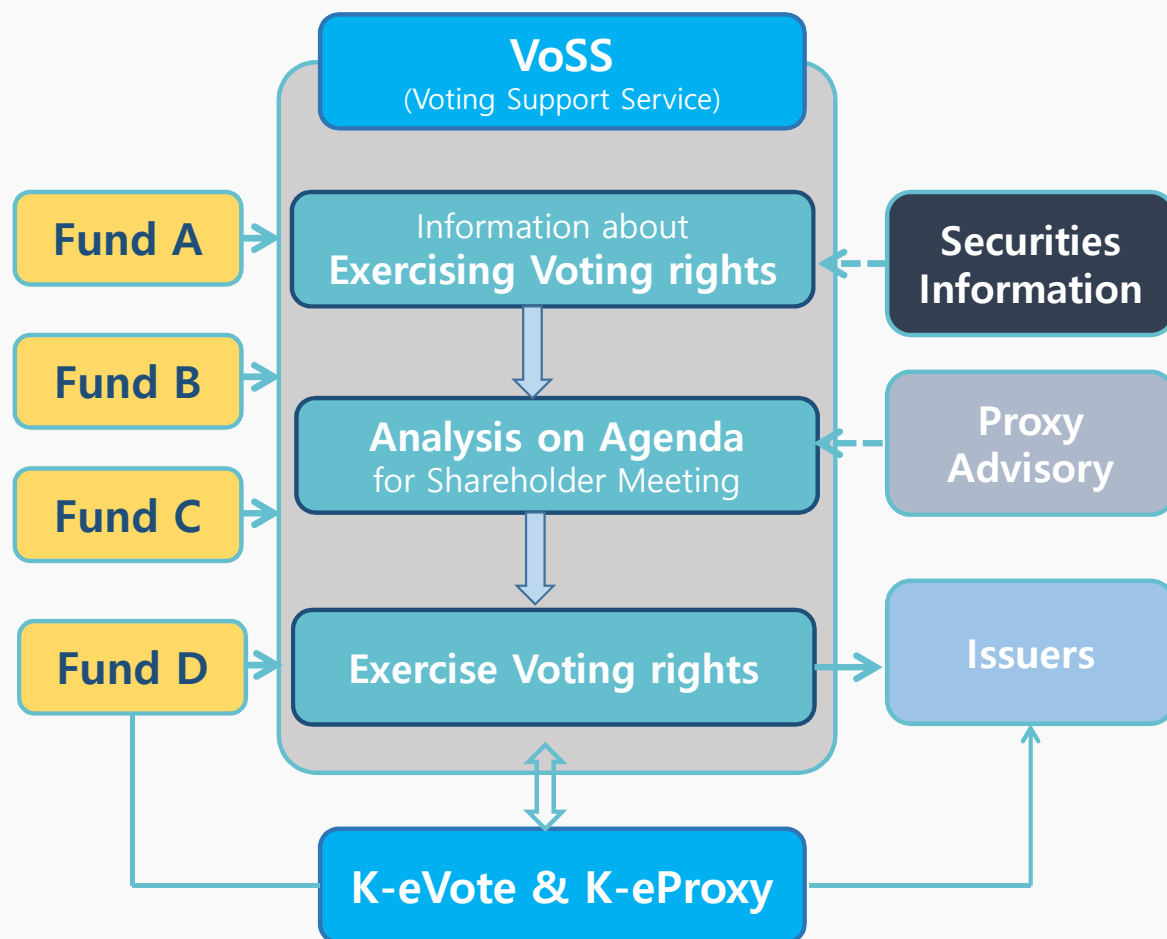 VoSS
(Voting Support Service)
Fund A
Fund B
Fund C
Fund D
Information about
Exercising Voting rights
Analysis on Agenda
for Shareholder Meeting
Exercise Voting rights
Securities
Information
Proxy
Advisory
Issuers
K-eVote & K-eProxy